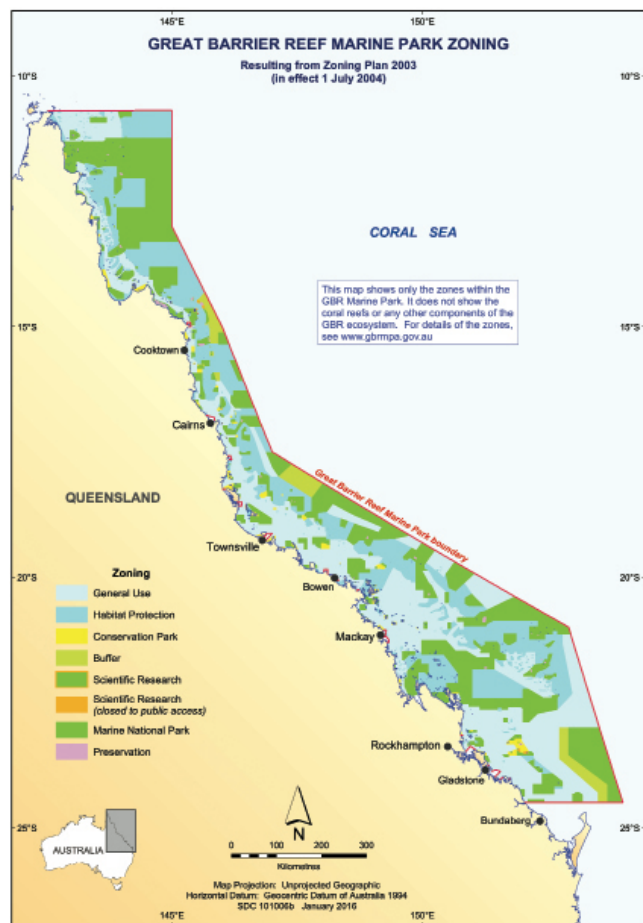 145°E 150°E
GREAT BARRIER REEF MARINE PARK ZONING
Resulting from Zoning Plan 2003
(in effect 1 July 2004)
10°S 10°S
CORAL SEA
This map shows only the zones within the
GBR Marine Park. It does not show the
coral reefs or any other components of the
GBR ecosystem. For details of the zones,
see www.gbrmpa.gov.au
15°S 15°S
Cooktown
Cairns
Great Barrier Reef Marine Park boundary
QUEENSLAND
Townsville
20°S 20°S
Bowen
Mackay
Zoning
General Use
Habitat Protection
Conservation Park
Buffer
Scientific Research
Scientific Research
(closed to public access)
Marine National Park
Preservation
Rockhampton
Gladstone
Bundaberg
25°S 25°S
AUSTRALIA
N
0 100 200 300
Kilometres
Map Projection: Unprojected Geographic
Horizontal Datum: Geocentric Datum of Australia 1994
SDC 101006b January 2016
145°E 150°E